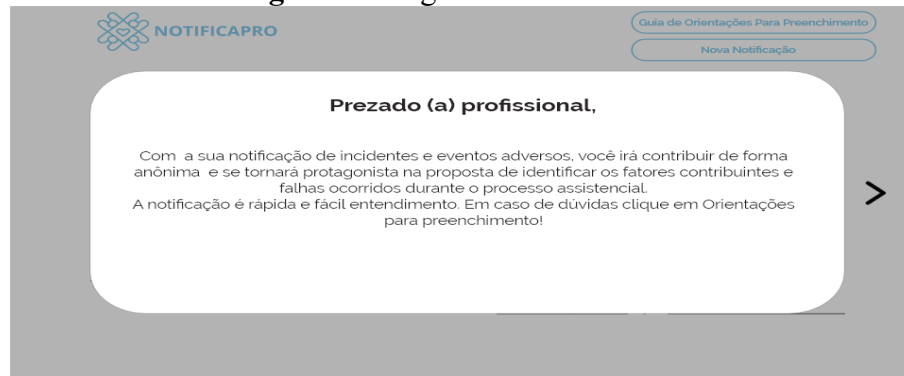 NOTIFICAPRO
Guia de Orientações Para Preenchimento
Nova Notificação
Prezado (a) profissional,
Com a sua notificação de incidentes e eventos adversos, você irá contribuir de forma
anônima e se tornará protagonista na proposta de identificar os fatores contribuintes e
falhas ocorridos durante o processo assistencial.
A notificação é rápida e fácil entendimento. Em caso de dúvidas clique em Orientações
para preenchimento!